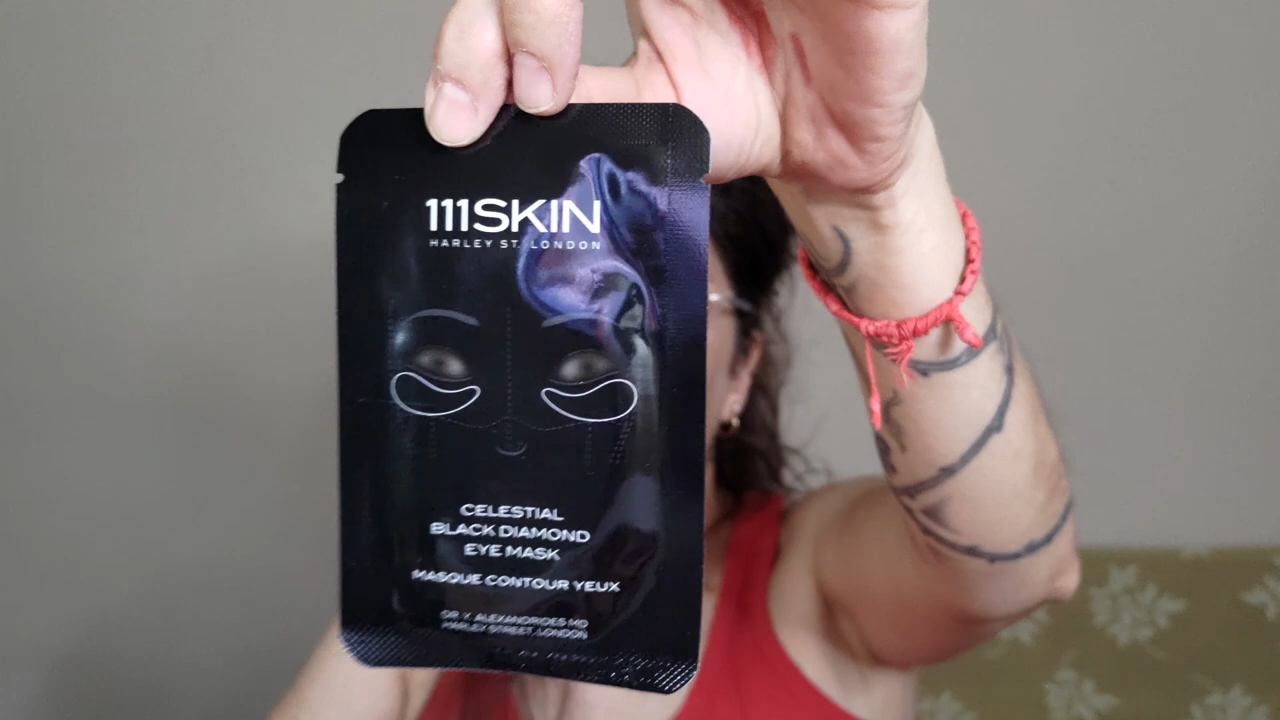 111SKIN
HARLEY ST. LONDON
CELESTIAL
BLACK DIAMOND
EYE MASK
MASQUE CONTOUR YEUX
DR. Y. ALEXANDRIDES MD
HARLEY STREET, LONDON